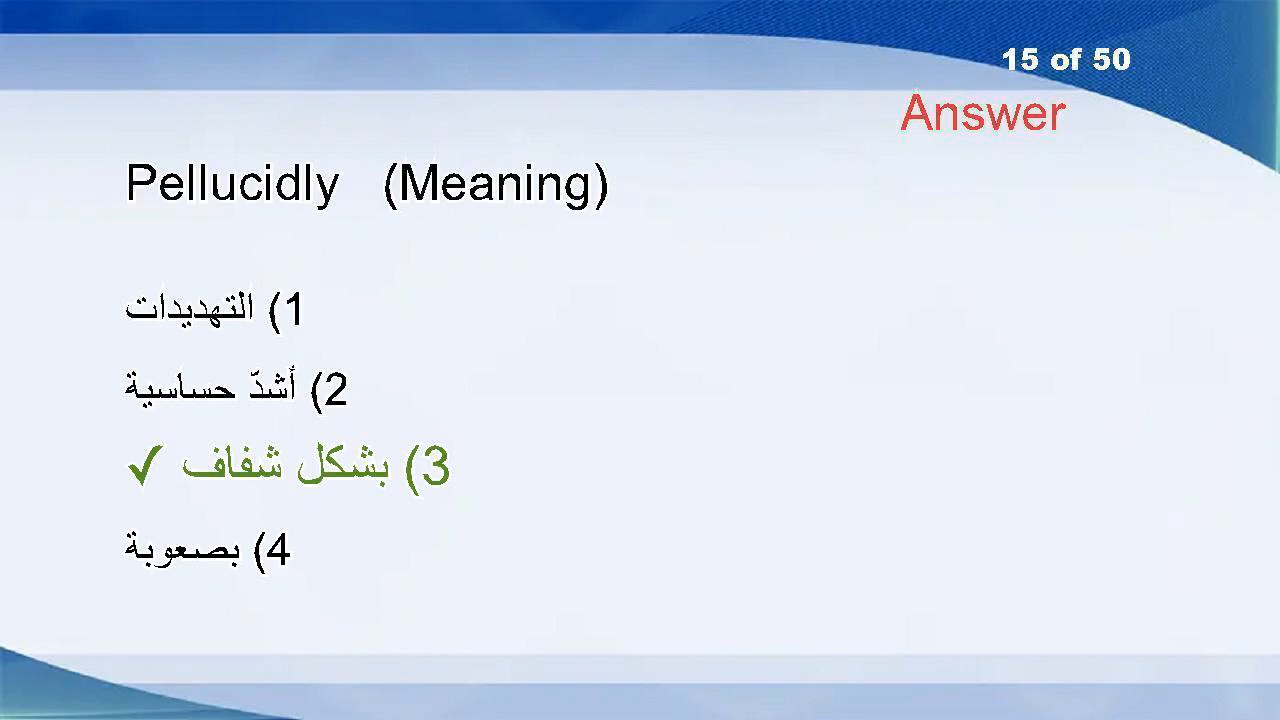 15 of 50
Answer
Pellucidly (Meaning)
1) التهديدات
2) أشدّ حساسية
3) بشكل شفاف ✓
4) بصعوبة